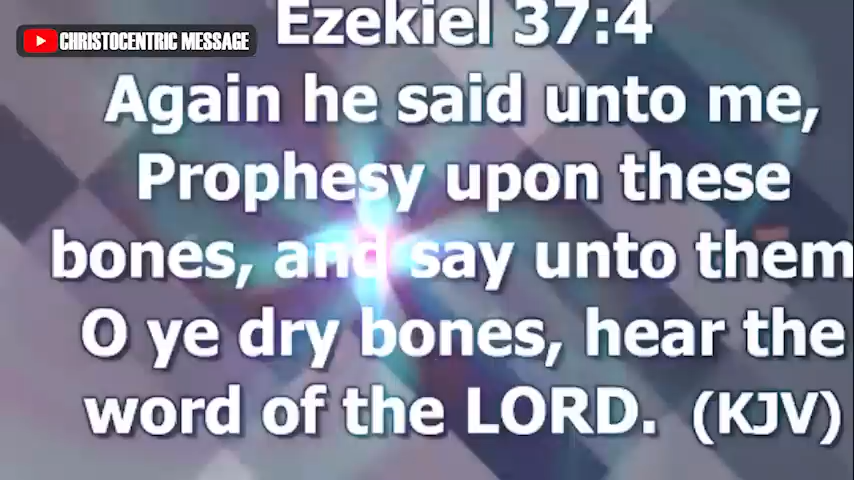 Ezekiel 37:4
CHRISTOCENTRIC MESSAGE
Again he said unto me,
Prophesy upon these
bones, and say unto them
O ye dry bones, hear the
word of the LORD. (KJV)